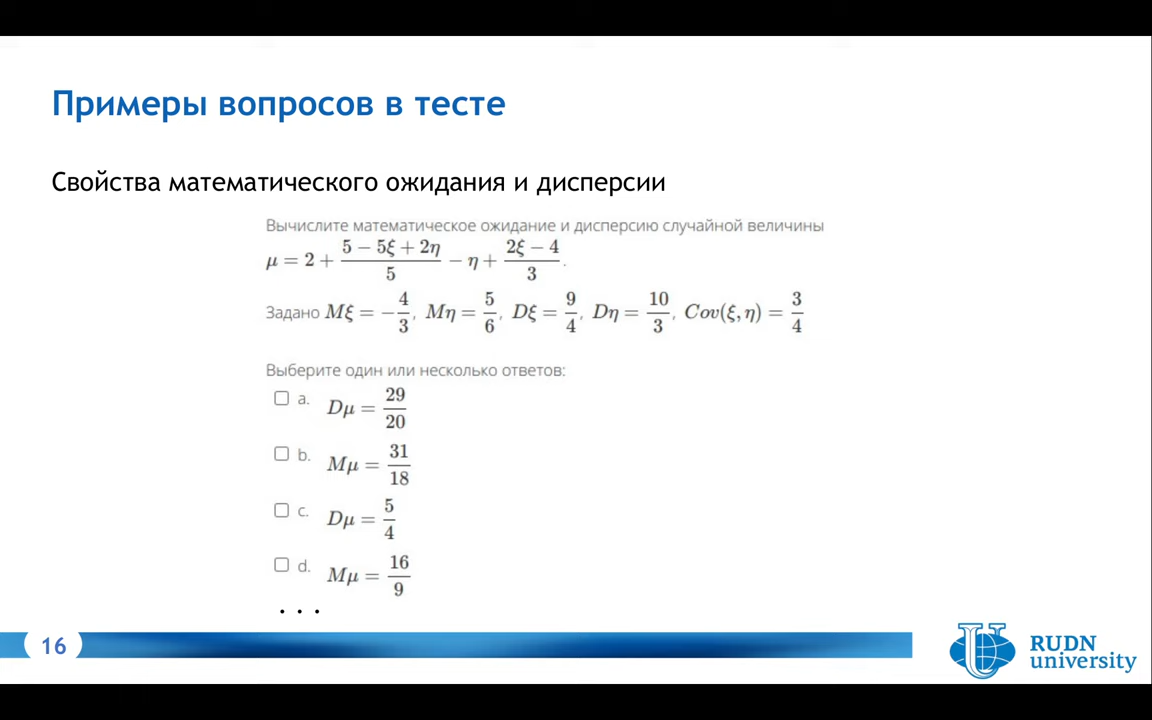 Примеры вопросов в тесте
Свойства математического ожидания и дисперсии
Вычислите математическое ожидание и дисперсию случайной величины
μ = 2 + (5 − 5ξ + 2η)/5 − η + (2ξ − 4)/3.
Задано Mξ = −4/3, Mη = 5/6, Dξ = 9/4, Dη = 10/3, Cov(ξ, η) = 3/4
Выберите один или несколько ответов:
a. Dμ = 29/20
b. Mμ = 31/18
c. Dμ = 5/4
d. Mμ = 16/9
. . .
16
RUDN
university